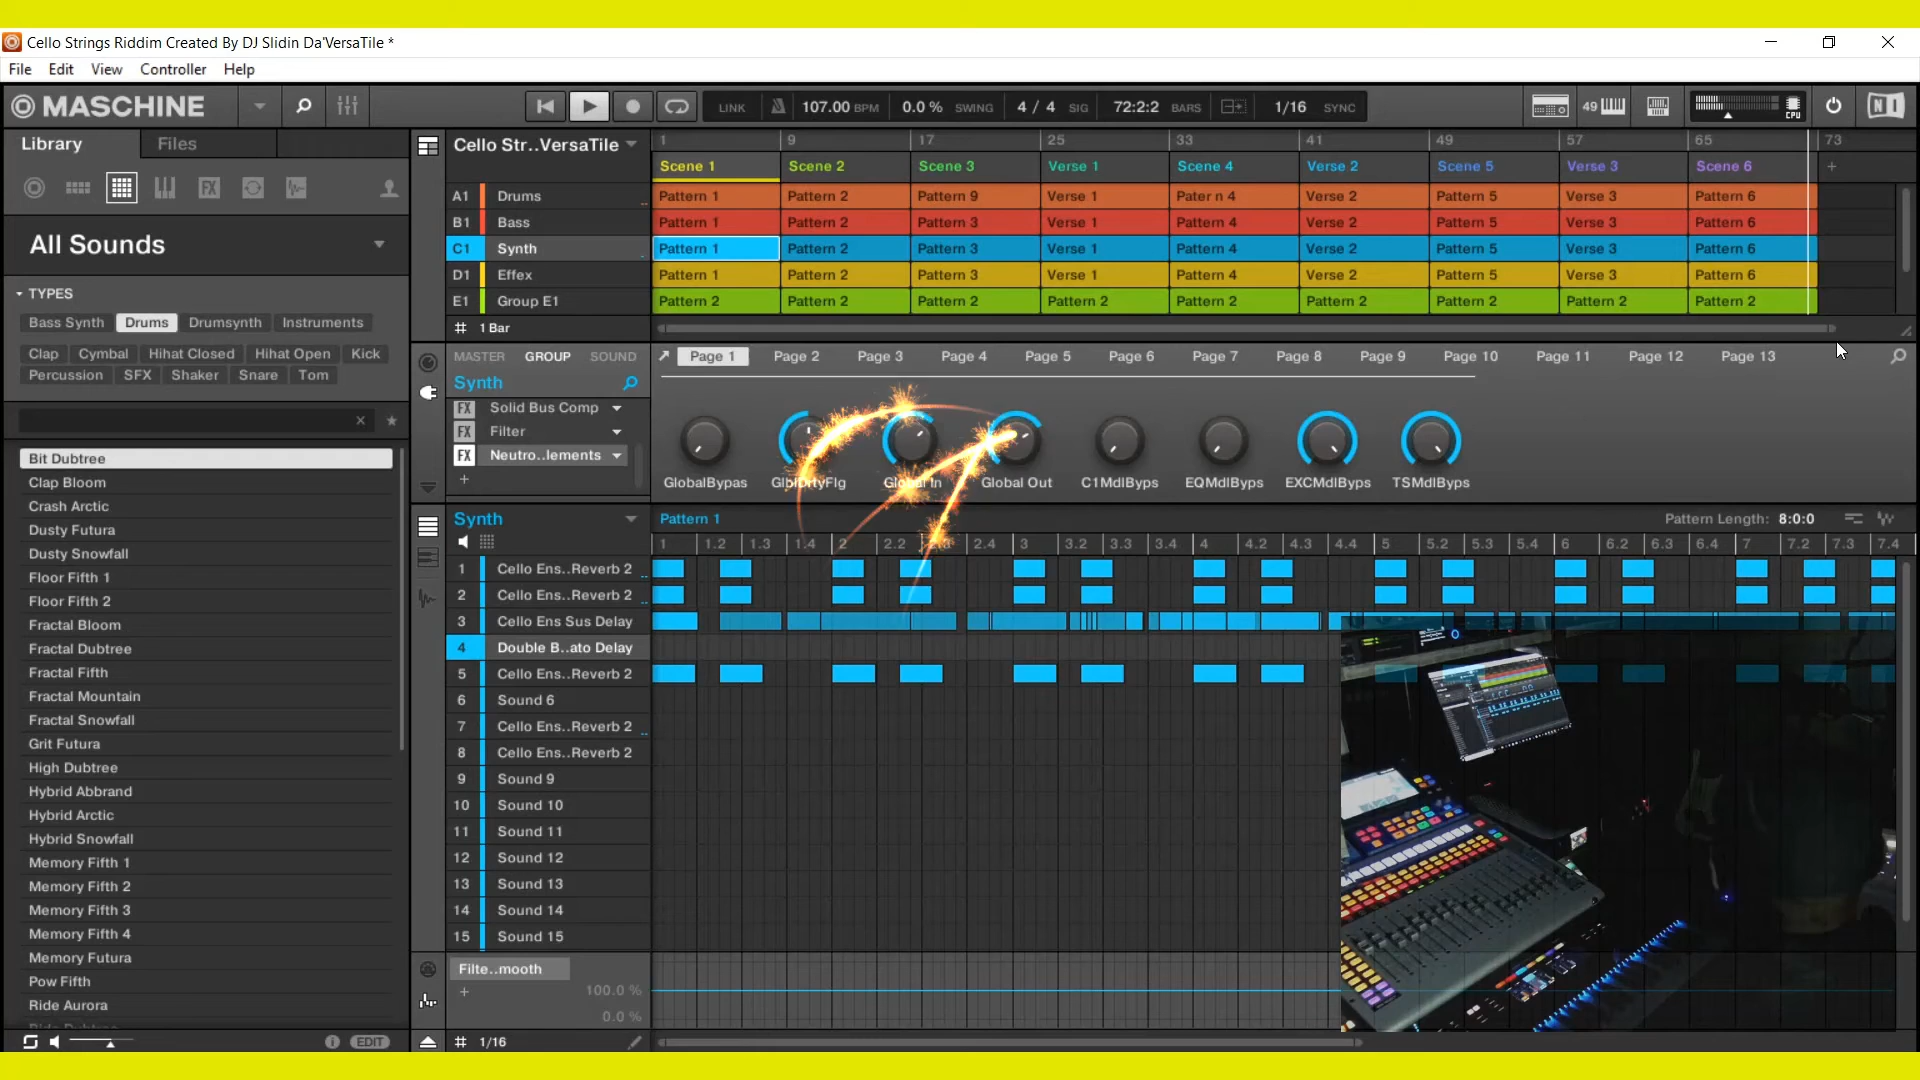 Cello Strings Riddim Created By DJ Slidin Da'VersaTile *
File Edit View Controller Help
MASCHINE
LINK 107.00 BPM 0.0 % SWING 4 / 4 SIG 72:2:2 BARS 1/16 SYNC
49 CPU NI
Library Files
FX
All Sounds
TYPES
Bass Synth Drums Drumsynth Instruments
Clap Cymbal Hihat Closed Hihat Open Kick
Percussion SFX Shaker Snare Tom
Bit Dubtree
Clap Bloom
Crash Arctic
Dusty Futura
Dusty Snowfall
Floor Fifth 1
Floor Fifth 2
Fractal Bloom
Fractal Dubtree
Fractal Fifth
Fractal Mountain
Fractal Snowfall
Grit Futura
High Dubtree
Hybrid Abbrand
Hybrid Arctic
Hybrid Snowfall
Memory Fifth 1
Memory Fifth 2
Memory Fifth 3
Memory Fifth 4
Memory Futura
Pow Fifth
Ride Aurora
Ride Dubtree
EDIT
Cello Str..VersaTile
1 9 17 25 33 41 49 57 65 73
Scene 1 Scene 2 Scene 3 Verse 1 Scene 4 Verse 2 Scene 5 Verse 3 Scene 6 +
A1 Drums Pattern 1 Pattern 2 Pattern 9 Verse 1 Pater n 4 Verse 2 Pattern 5 Verse 3 Pattern 6
B1 Bass Pattern 1 Pattern 2 Pattern 3 Verse 1 Pattern 4 Verse 2 Pattern 5 Verse 3 Pattern 6
C1 Synth Pattern 1 Pattern 2 Pattern 3 Verse 1 Pattern 4 Verse 2 Pattern 5 Verse 3 Pattern 6
D1 Effex Pattern 1 Pattern 2 Pattern 3 Verse 1 Pattern 4 Verse 2 Pattern 5 Verse 3 Pattern 6
E1 Group E1 Pattern 2 Pattern 2 Pattern 2 Pattern 2 Pattern 2 Pattern 2 Pattern 2 Pattern 2 Pattern 2
# 1 Bar
MASTER GROUP SOUND Page 1 Page 2 Page 3 Page 4 Page 5 Page 6 Page 7 Page 8 Page 9 Page 10 Page 11 Page 12 Page 13
Synth
FX Solid Bus Comp
FX Filter
FX Neutro..lements
+
GlobalBypas GlblDrtyFlg Global In Global Out C1MdlByps EQMdlByps EXCMdlByps TSMdlByps
Synth Pattern 1 Pattern Length: 8:0:0
1 1.2 1.3 1.4 2 2.2 2.3 2.4 3 3.2 3.3 3.4 4 4.2 4.3 4.4 5 5.2 5.3 5.4 6 6.2 6.3 6.4 7 7.2 7.3 7.4
1 Cello Ens..Reverb 2
2 Cello Ens..Reverb 2
3 Cello Ens Sus Delay
4 Double B..ato Delay
5 Cello Ens..Reverb 2
6 Sound 6
7 Cello Ens..Reverb 2
8 Cello Ens..Reverb 2
9 Sound 9
10 Sound 10
11 Sound 11
12 Sound 12
13 Sound 13
14 Sound 14
15 Sound 15
Filte..mooth
+ 100.0 %
0.0 %
# 1/16